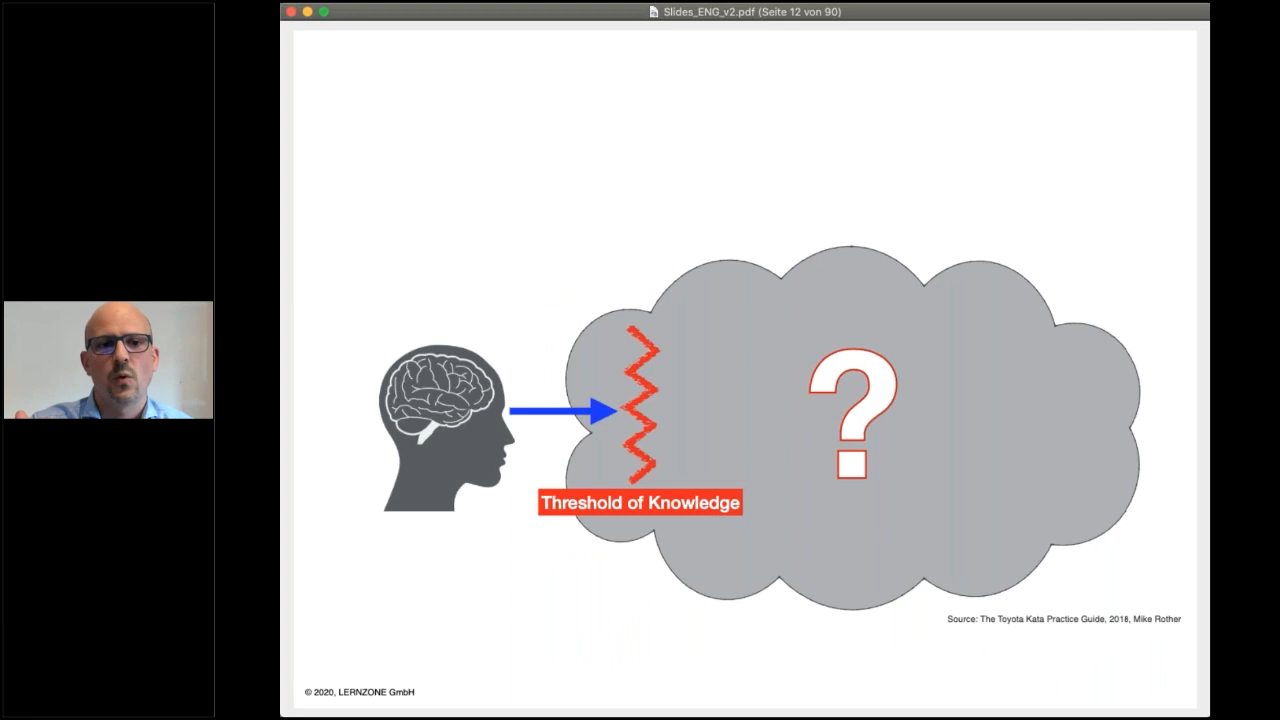 Slides_ENG_v2.pdf (Seite 12 von 90)
?
Threshold of Knowledge
Source: The Toyota Kata Practice Guide, 2018, Mike Rother
© 2020, LERNZONE GmbH